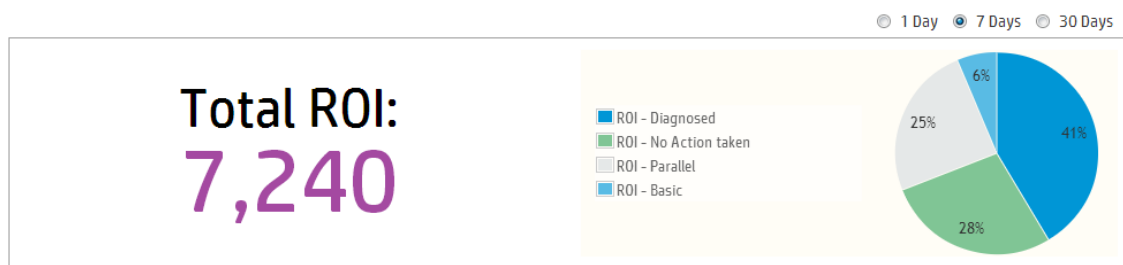 1 Day 7 Days 30 Days
Total ROI:
7,240
ROI - Diagnosed
ROI - No Action taken
ROI - Parallel
ROI - Basic
6%
25%
41%
28%